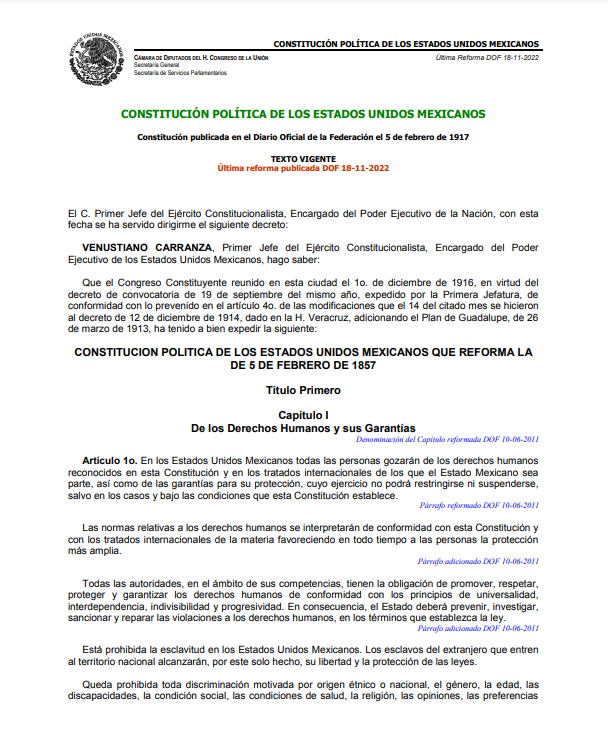 CONSTITUCIÓN POLÍTICA DE LOS ESTADOS UNIDOS MEXICANOS
CÁMARA DE DIPUTADOS DEL H. CONGRESO DE LA UNIÓN
Última Reforma DOF 18-11-2022
Secretaría General
Secretaría de Servicios Parlamentarios
CONSTITUCIÓN POLÍTICA DE LOS ESTADOS UNIDOS MEXICANOS
Constitución publicada en el Diario Oficial de la Federación el 5 de febrero de 1917
TEXTO VIGENTE
Última reforma publicada DOF 18-11-2022
El C. Primer Jefe del Ejército Constitucionalista, Encargado del Poder Ejecutivo de la Nación, con esta
fecha se ha servido dirigirme el siguiente decreto:
VENUSTIANO CARRANZA, Primer Jefe del Ejército Constitucionalista, Encargado del Poder
Ejecutivo de los Estados Unidos Mexicanos, hago saber:
Que el Congreso Constituyente reunido en esta ciudad el 1o. de diciembre de 1916, en virtud del
decreto de convocatoria de 19 de septiembre del mismo año, expedido por la Primera Jefatura, de
conformidad con lo prevenido en el artículo 4o. de las modificaciones que el 14 del citado mes se hicieron
al decreto de 12 de diciembre de 1914, dado en la H. Veracruz, adicionando el Plan de Guadalupe, de 26
de marzo de 1913, ha tenido a bien expedir la siguiente:
CONSTITUCION POLITICA DE LOS ESTADOS UNIDOS MEXICANOS QUE REFORMA LA
DE 5 DE FEBRERO DE 1857
Título Primero
Capítulo I
De los Derechos Humanos y sus Garantías
Denominación del Capítulo reformada DOF 10-06-2011
Artículo 1o. En los Estados Unidos Mexicanos todas las personas gozarán de los derechos humanos
reconocidos en esta Constitución y en los tratados internacionales de los que el Estado Mexicano sea
parte, así como de las garantías para su protección, cuyo ejercicio no podrá restringirse ni suspenderse,
salvo en los casos y bajo las condiciones que esta Constitución establece.
Párrafo reformado DOF 10-06-2011
Las normas relativas a los derechos humanos se interpretarán de conformidad con esta Constitución y
con los tratados internacionales de la materia favoreciendo en todo tiempo a las personas la protección
más amplia.
Párrafo adicionado DOF 10-06-2011
Todas las autoridades, en el ámbito de sus competencias, tienen la obligación de promover, respetar,
proteger y garantizar los derechos humanos de conformidad con los principios de universalidad,
interdependencia, indivisibilidad y progresividad. En consecuencia, el Estado deberá prevenir, investigar,
sancionar y reparar las violaciones a los derechos humanos, en los términos que establezca la ley.
Párrafo adicionado DOF 10-06-2011
Está prohibida la esclavitud en los Estados Unidos Mexicanos. Los esclavos del extranjero que entren
al territorio nacional alcanzarán, por este solo hecho, su libertad y la protección de las leyes.
Queda prohibida toda discriminación motivada por origen étnico o nacional, el género, la edad, las
discapacidades, la condición social, las condiciones de salud, la religión, las opiniones, las preferencias